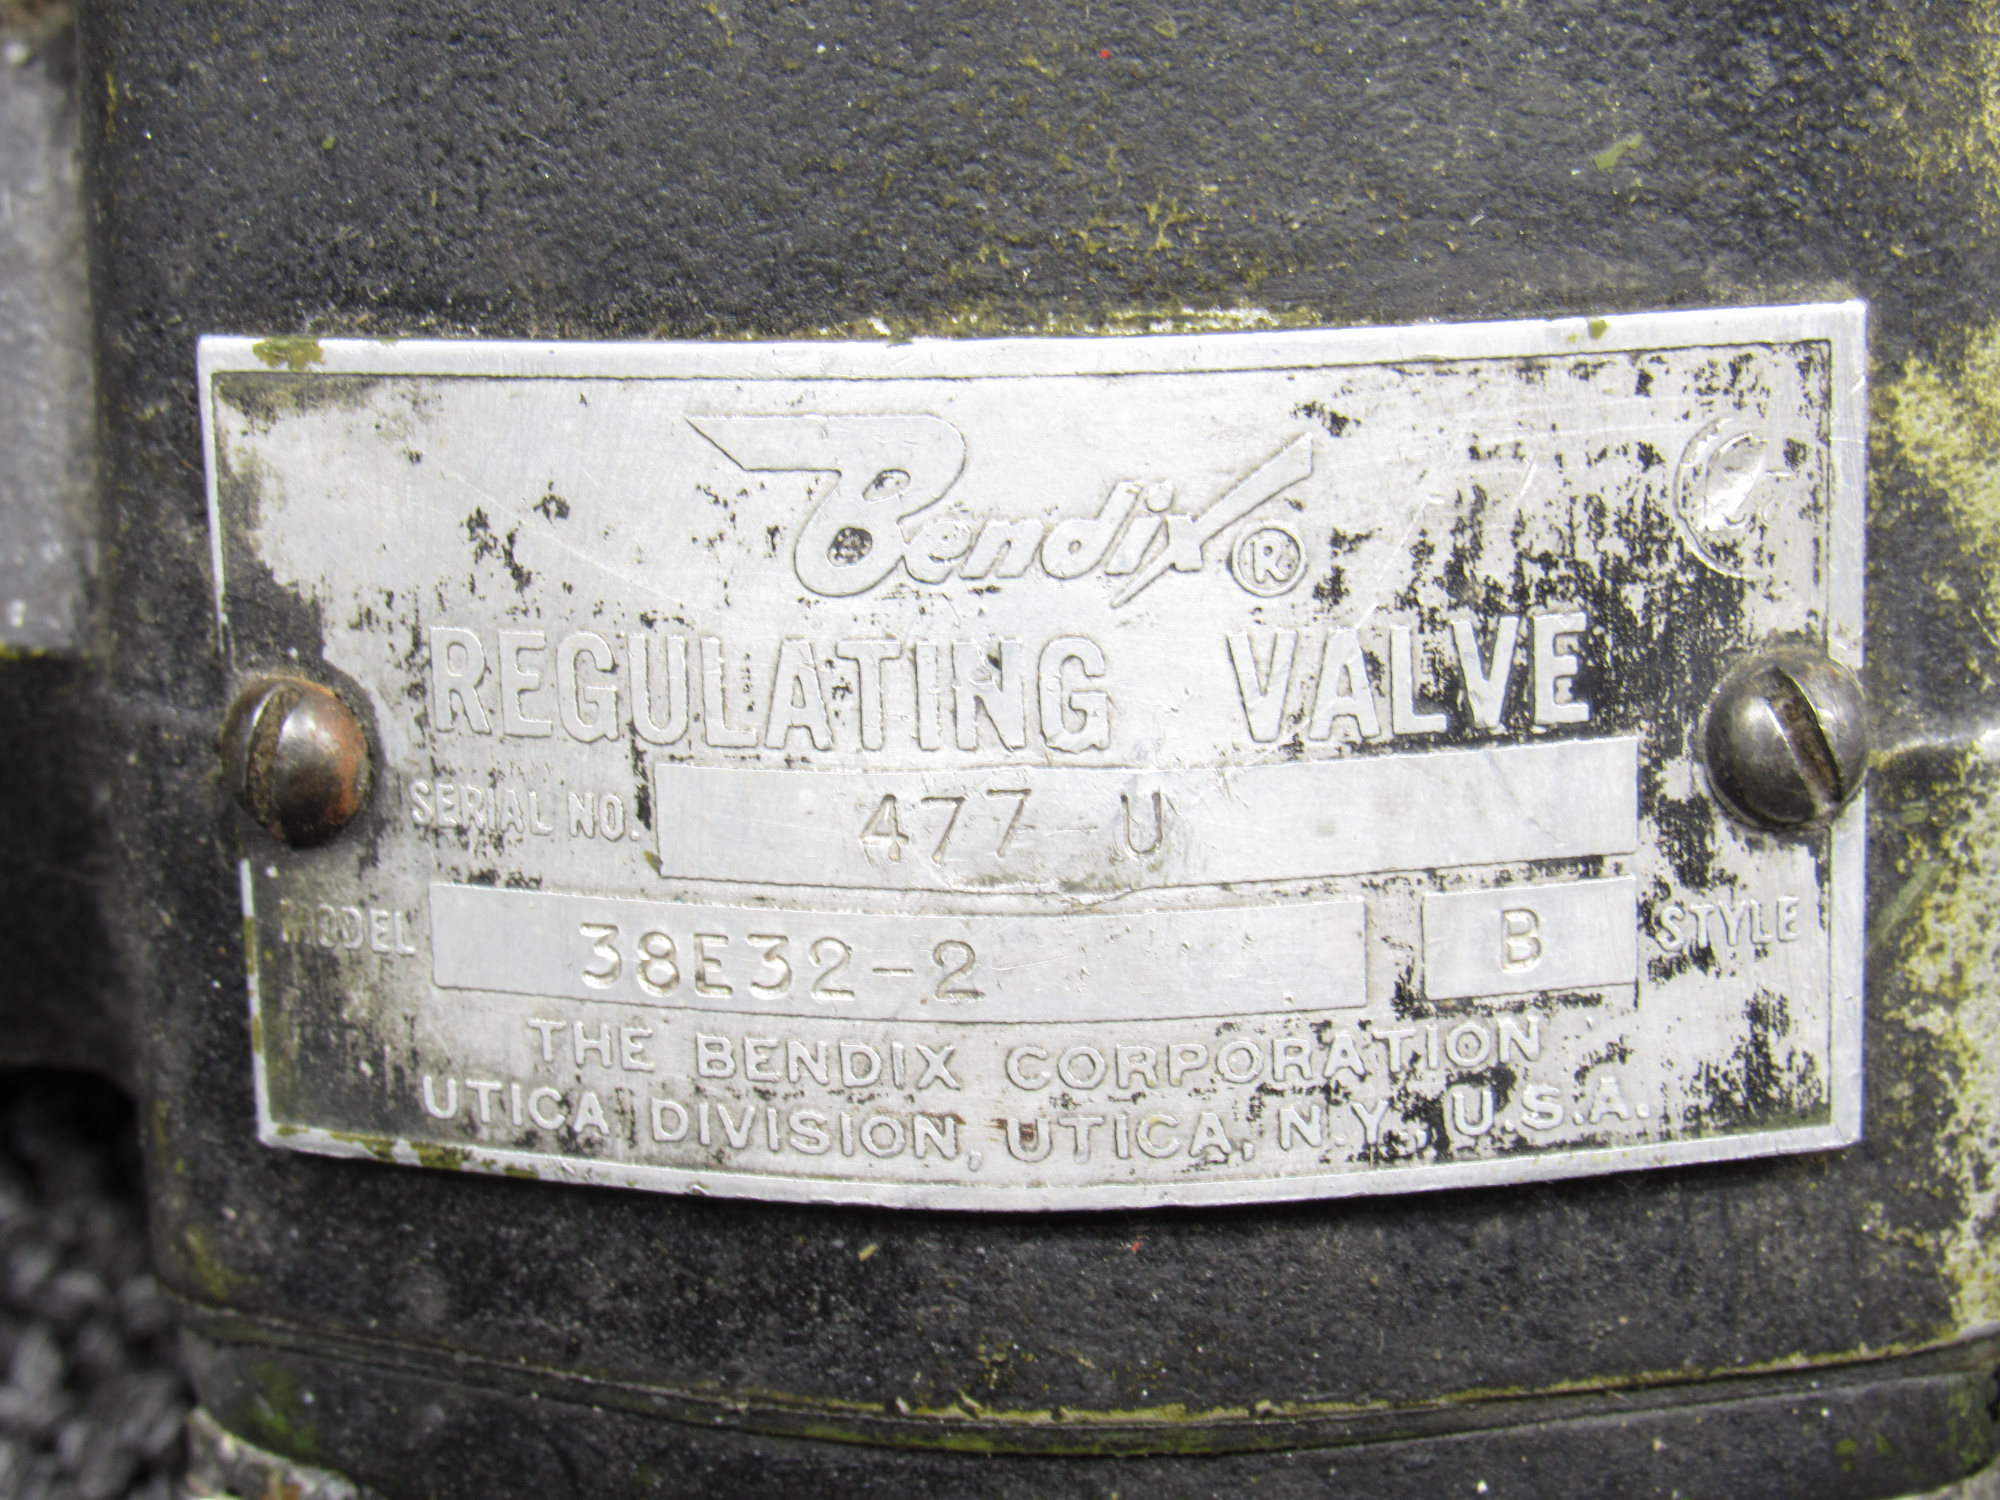 Bendix®
REGULATING VALVE
SERIAL NO. 477 U
MODEL 38E32-2 B STYLE
THE BENDIX CORPORATION
UTICA DIVISION, UTICA, N.Y., U.S.A.